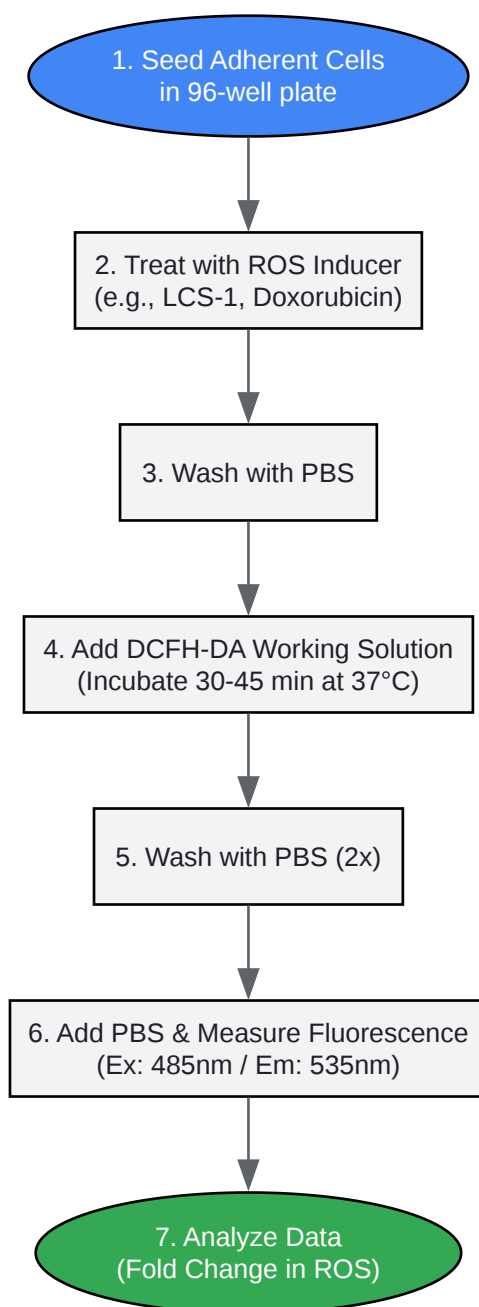 1. Seed Adherent Cells
in 96-well plate
2. Treat with ROS Inducer
(e.g., LCS-1, Doxorubicin)
3. Wash with PBS
4. Add DCFH-DA Working Solution
(Incubate 30-45 min at 37°C)
5. Wash with PBS (2x)
6. Add PBS & Measure Fluorescence
(Ex: 485nm / Em: 535nm)
7. Analyze Data
(Fold Change in ROS)